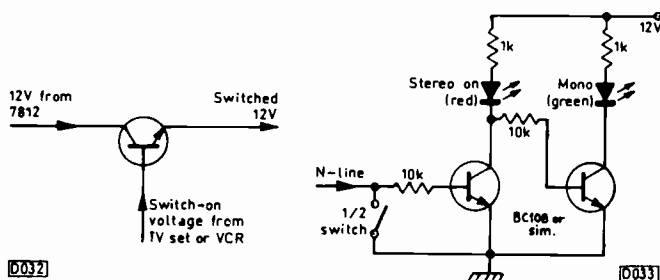 12V from
7812
Switched
12V
Switch-on
voltage from
TV set or VCR
D032
12V
1k
1k
Stereo on
(red)
Mono
(green)
10k
N-line
10k
1/2
switch
BC108 or
sim.
D033